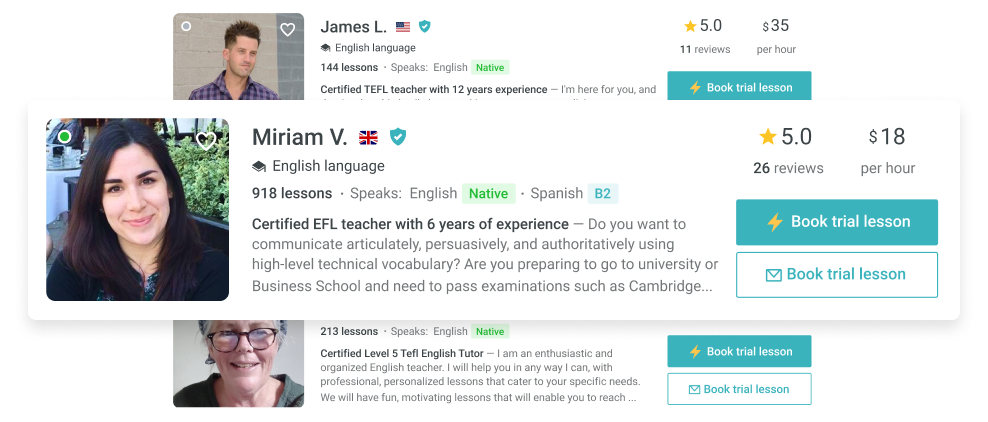 James L.
5.0
$35
English language
11 reviews
per hour
144 lessons · Speaks: English Native
Certified TEFL teacher with 12 years experience — I'm here for you, and
Book trial lesson
Miriam V.
5.0
$18
English language
26 reviews
per hour
918 lessons · Speaks: English Native · Spanish B2
Certified EFL teacher with 6 years of experience — Do you want to
communicate articulately, persuasively, and authoritatively using
high-level technical vocabulary? Are you preparing to go to university or
Business School and need to pass examinations such as Cambridge...
Book trial lesson
Book trial lesson
213 lessons · Speaks: English Native
Certified Level 5 Tefl English Tutor — I am an enthusiastic and
organized English teacher. I will help you in any way I can, with
professional, personalized lessons that cater to your specific needs.
We will have fun, motivating lessons that will enable you to reach ...
Book trial lesson
Book trial lesson